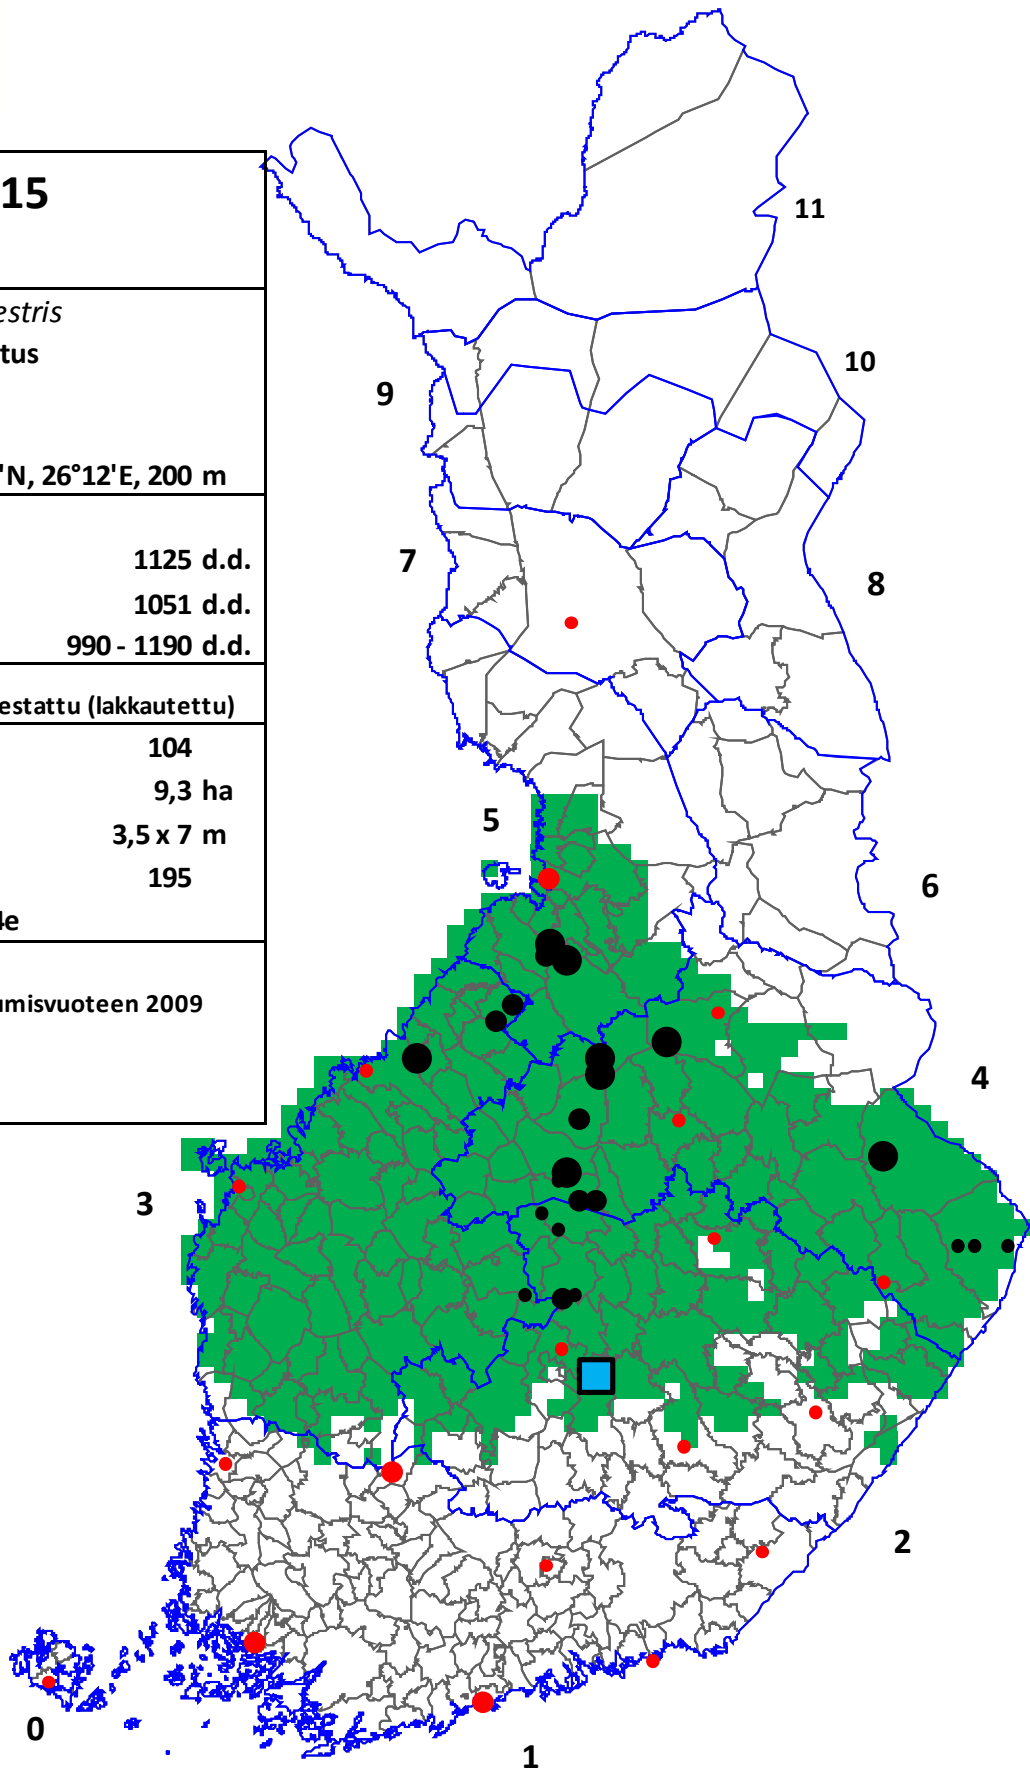 15
estris
tus
'N, 26°12'E, 200 m
1125 d.d.
1051 d.d.
990 - 1190 d.d.
estattu (lakkautettu)
104
9,3 ha
3,5 x 7 m
195
4e
umisvuoteen 2009
11
10
9
7
8
5
6
4
3
2
0
1